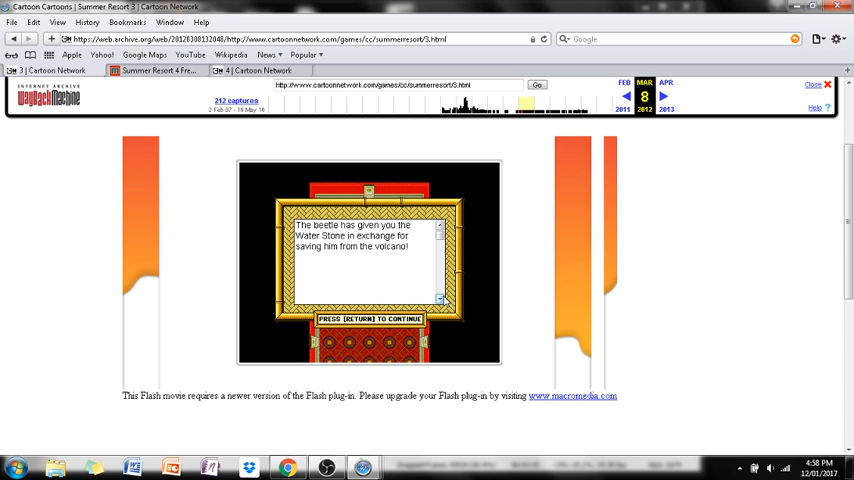 Cartoon Cartoons | Summer Resort 3 | Cartoon Network
File Edit View History Bookmarks Window Help
https://web.archive.org/web/20120308132048/http://www.cartoonnetwork.com/games/cc/summerresort/3.html
Google
Apple Yahoo! Google Maps YouTube Wikipedia News Popular
3 | Cartoon Network
Summer Resort 4 Fre...
4 | Cartoon Network
INTERNET ARCHIVE
WayBackMachine
http://www.cartoonnetwork.com/games/cc/summerresort/3.html
Go
212 captures
2 Feb 07 - 16 May 16
FEB MAR APR
8
2011 2012 2013
Close
Help ?
The beetle has given you the
Water Stone in exchange for
saving him from the volcano!
PRESS [RETURN] TO CONTINUE
This Flash movie requires a newer version of the Flash plug-in. Please upgrade your Flash plug-in by visiting www.macromedia.com
4:58 PM
12/01/2017